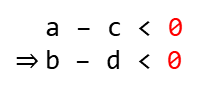 a – c < 0
⇒ b – d < 0